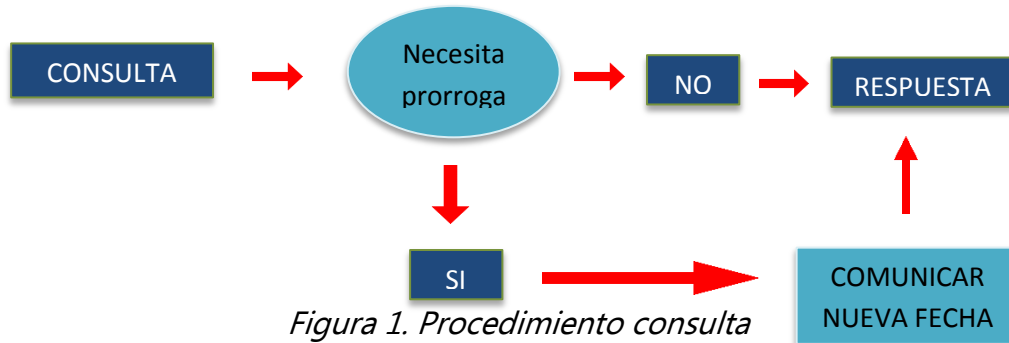 CONSULTA
Necesita
prorroga
NO
RESPUESTA
SI
COMUNICAR
NUEVA FECHA
Figura 1. Procedimiento consulta